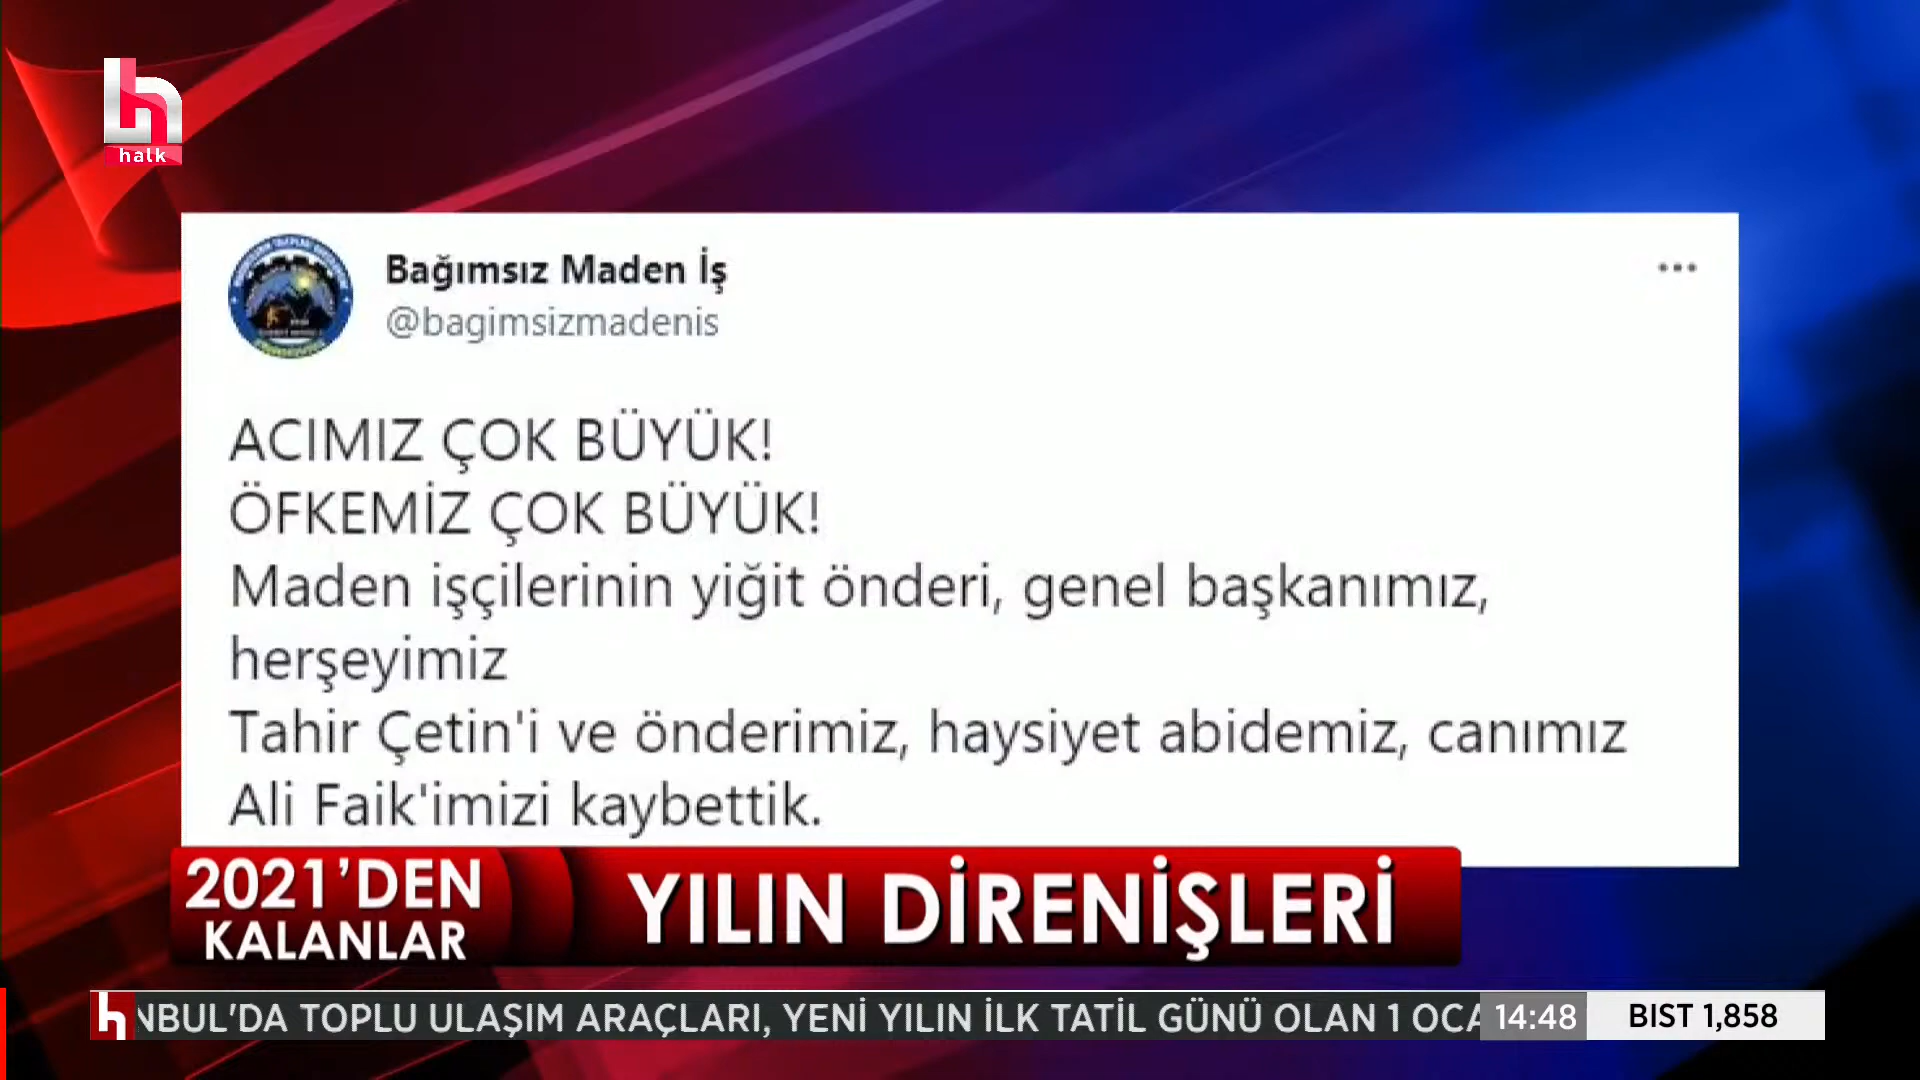 halk
Bağımsız Maden İş
@bagimsizmadenis
ACIMIZ ÇOK BÜYÜK!
ÖFKEMİZ ÇOK BÜYÜK!
Maden işçilerinin yiğit önderi, genel başkanımız,
herşeyimiz
Tahir Çetin'i ve önderimiz, haysiyet abidemiz, canımız
Ali Faik'imizi kaybettik.
2021'DEN
KALANLAR
YILIN DİRENİŞLERİ
NBUL'DA TOPLU ULAŞIM ARAÇLARI, YENİ YILIN İLK TATİL GÜNÜ OLAN 1 OCA
14:48
BIST 1,858